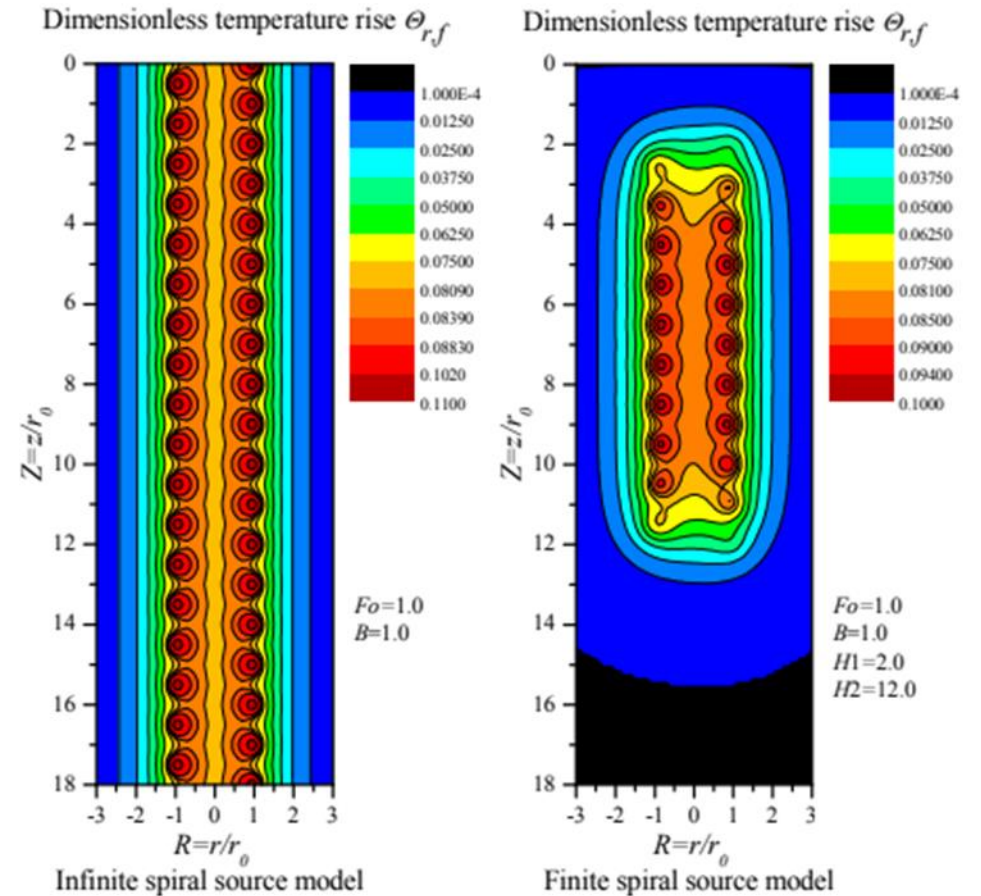 Dimensionless temperature rise Θr,f
0
2
4
6
8
10
12
14
16
18
Z=z/r0
-3 -2 -1 0 1 2 3
R=r/r0
1.000E-4
0.01250
0.02500
0.03750
0.05000
0.06250
0.07500
0.08090
0.08390
0.08830
0.1020
0.1100
Fo=1.0
B=1.0
Infinite spiral source model
Dimensionless temperature rise Θr,f
0
2
4
6
8
10
12
14
16
18
Z=z/r0
-3 -2 -1 0 1 2 3
R=r/r0
1.000E-4
0.01250
0.02500
0.03750
0.05000
0.06250
0.07500
0.08100
0.08500
0.09000
0.09400
0.1000
Fo=1.0
B=1.0
H1=2.0
H2=12.0
Finite spiral source model